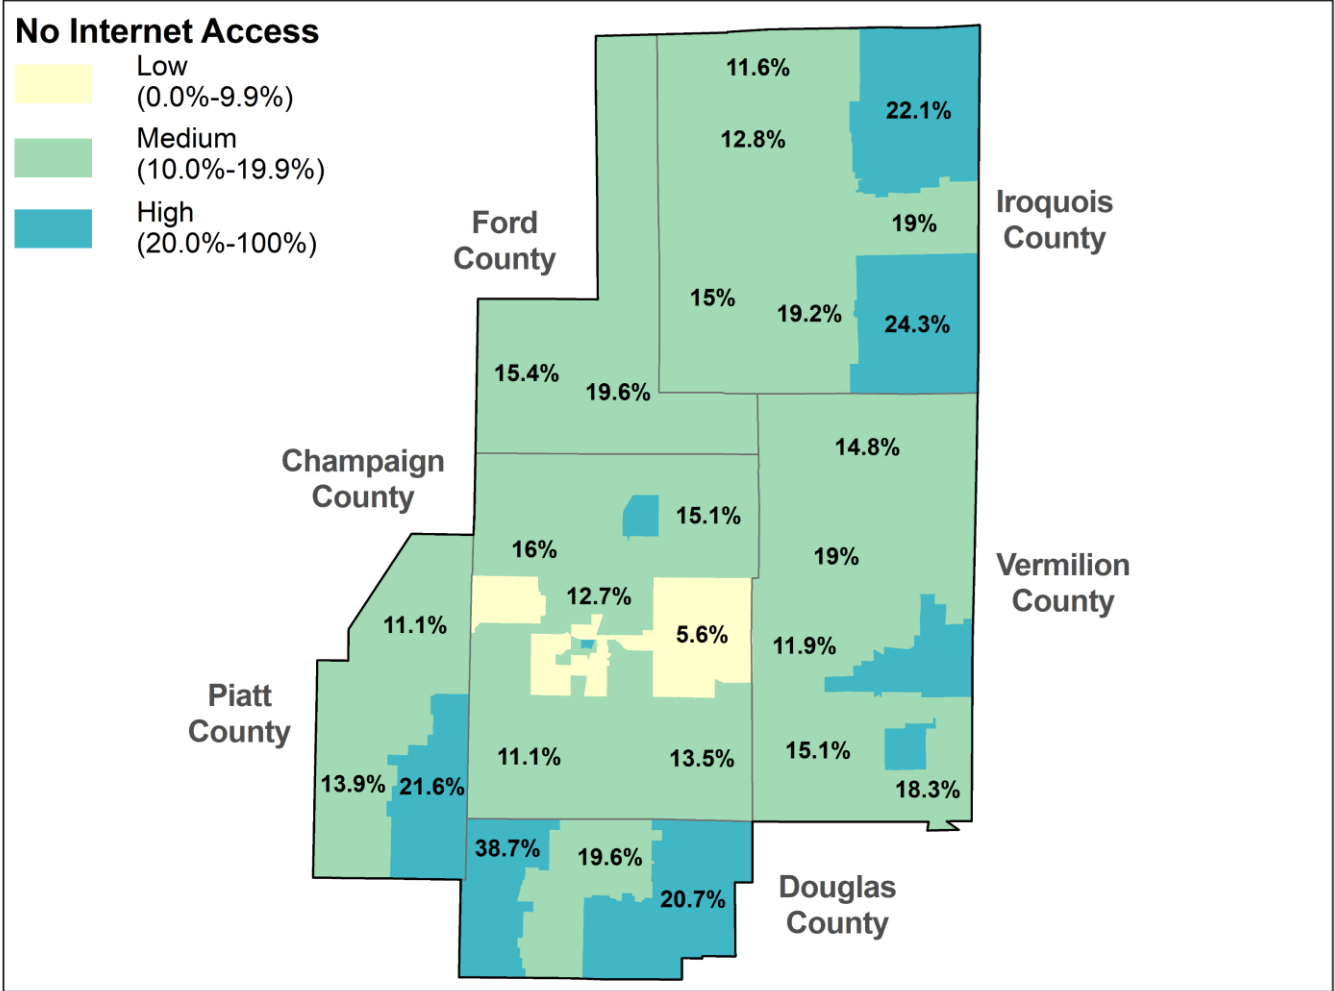 No Internet Access
Low
(0.0%-9.9%)
Medium
(10.0%-19.9%)
High
(20.0%-100%)
11.6%
22.1%
12.8%
Iroquois
County
19%
Ford
County
15%
19.2%
24.3%
15.4%
19.6%
14.8%
Champaign
County
15.1%
16%
19%
Vermilion
County
12.7%
11.1%
5.6%
11.9%
Piatt
County
11.1%
13.5%
15.1%
13.9%
21.6%
18.3%
38.7%
19.6%
20.7%
Douglas
County